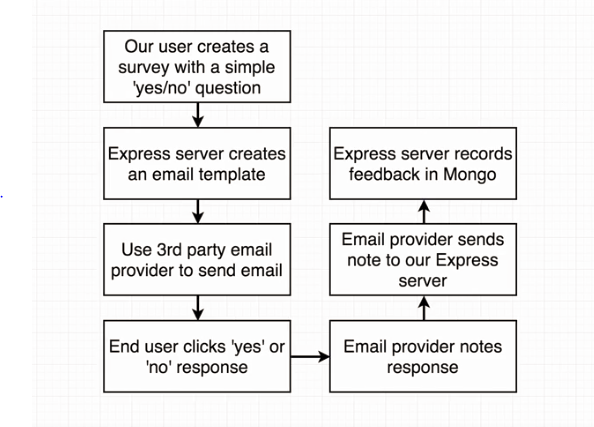 Our user creates a
survey with a simple
'yes/no' question
Express server creates
an email template
Use 3rd party email
provider to send email
End user clicks 'yes' or
'no' response
Email provider notes
response
Email provider sends
note to our Express
server
Express server records
feedback in Mongo